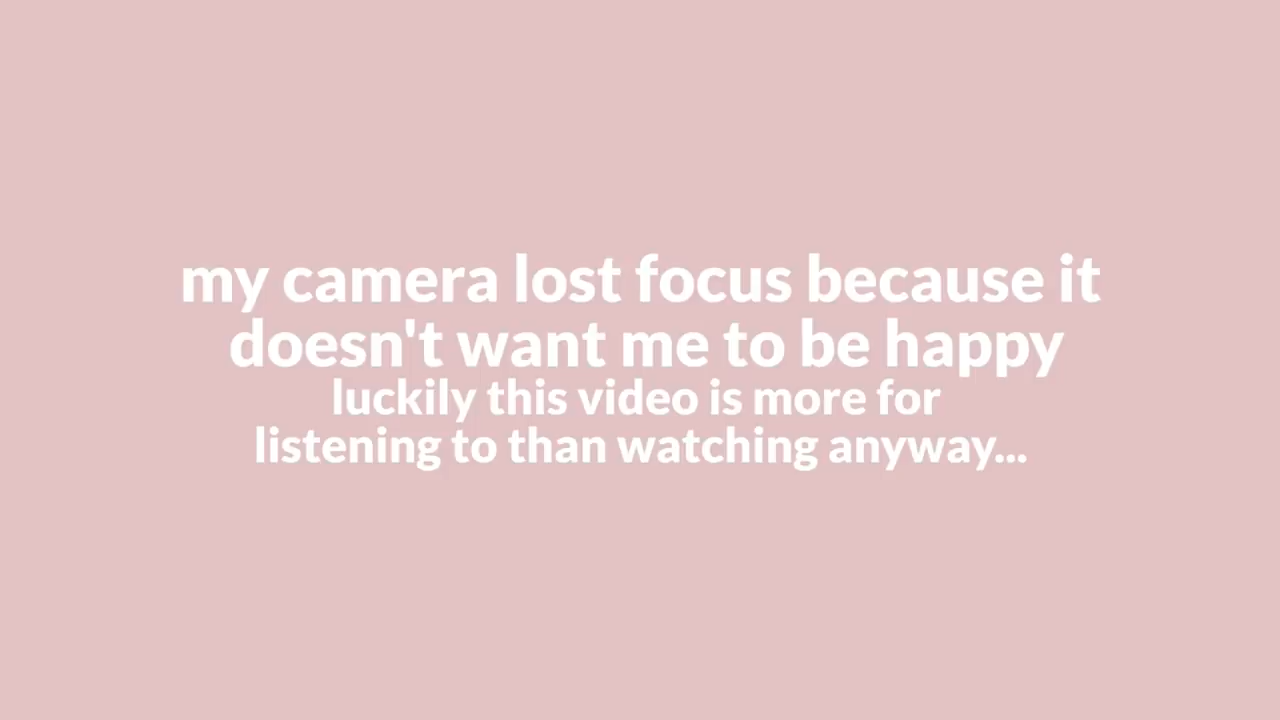 my camera lost focus because it
doesn't want me to be happy
luckily this video is more for
listening to than watching anyway...